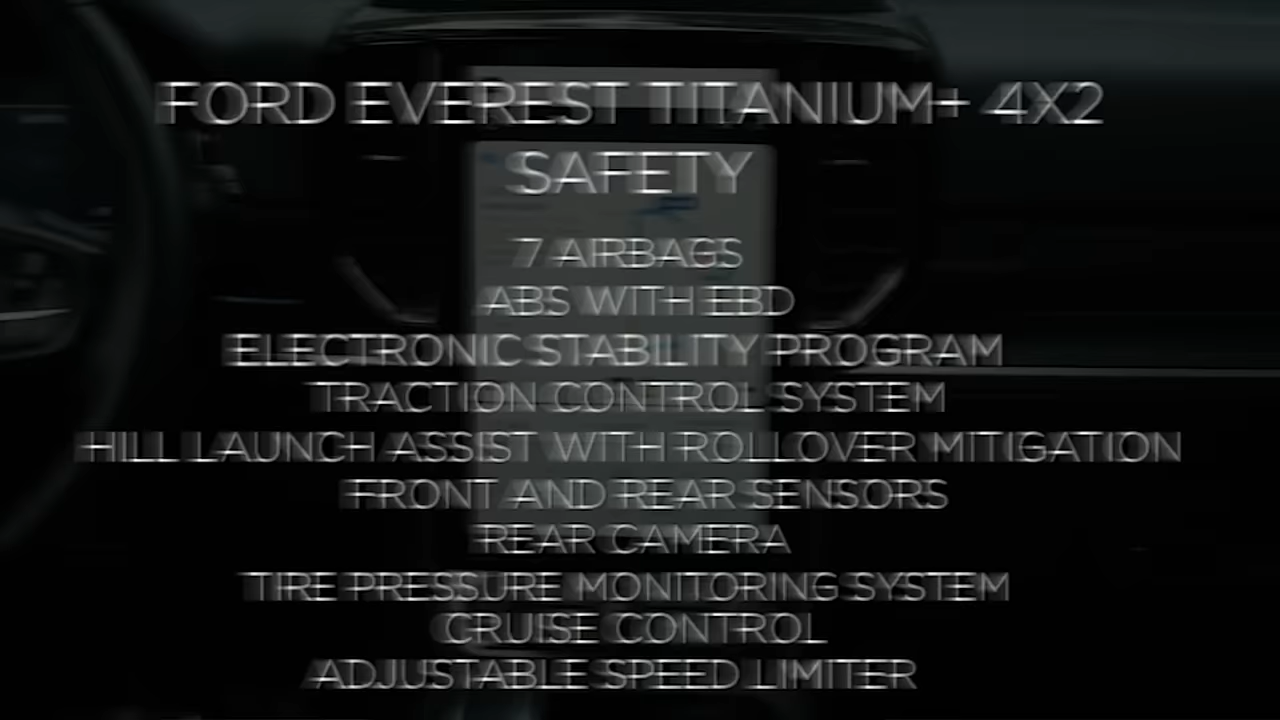 FORD EVEREST TITANIUM+ 4X2
SAFETY
7 AIRBAGS
ABS WITH EBD
ELECTRONIC STABILITY PROGRAM
TRACTION CONTROL SYSTEM
HILL LAUNCH ASSIST WITH ROLLOVER MITIGATION
FRONT AND REAR SENSORS
REAR CAMERA
TIRE PRESSURE MONITORING SYSTEM
CRUISE CONTROL
ADJUSTABLE SPEED LIMITER